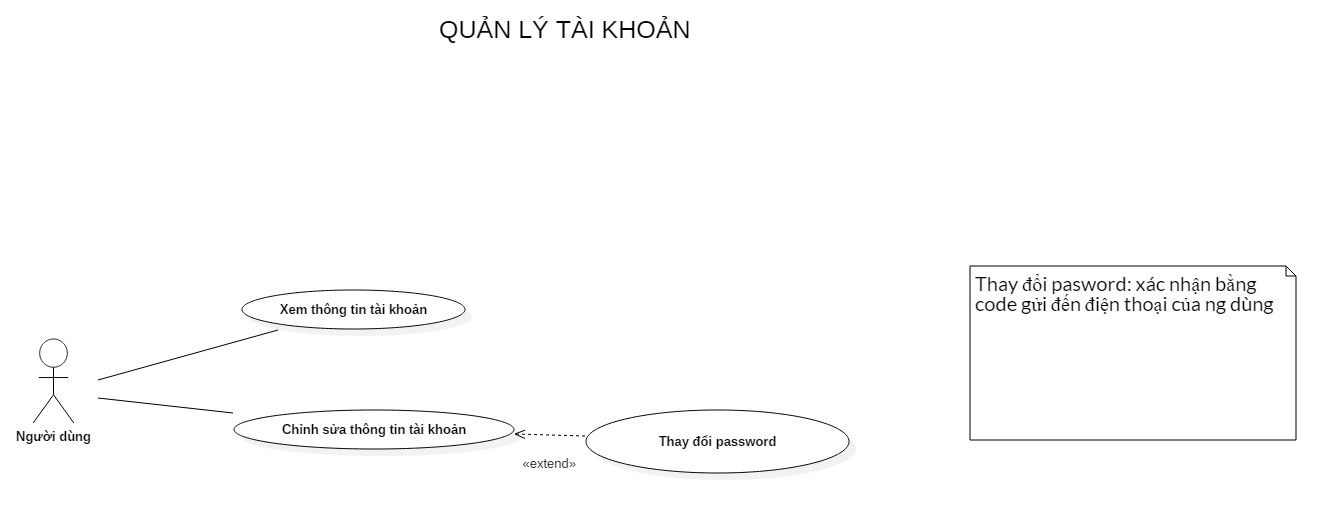 QUẢN LÝ TÀI KHOẢN
Thay đổi pasword: xác nhận bằng
code gửi đến điện thoại của ng dùng
Xem thông tin tài khoản
Người dùng
Chỉnh sửa thông tin tài khoản
Thay đổi password
«extend»